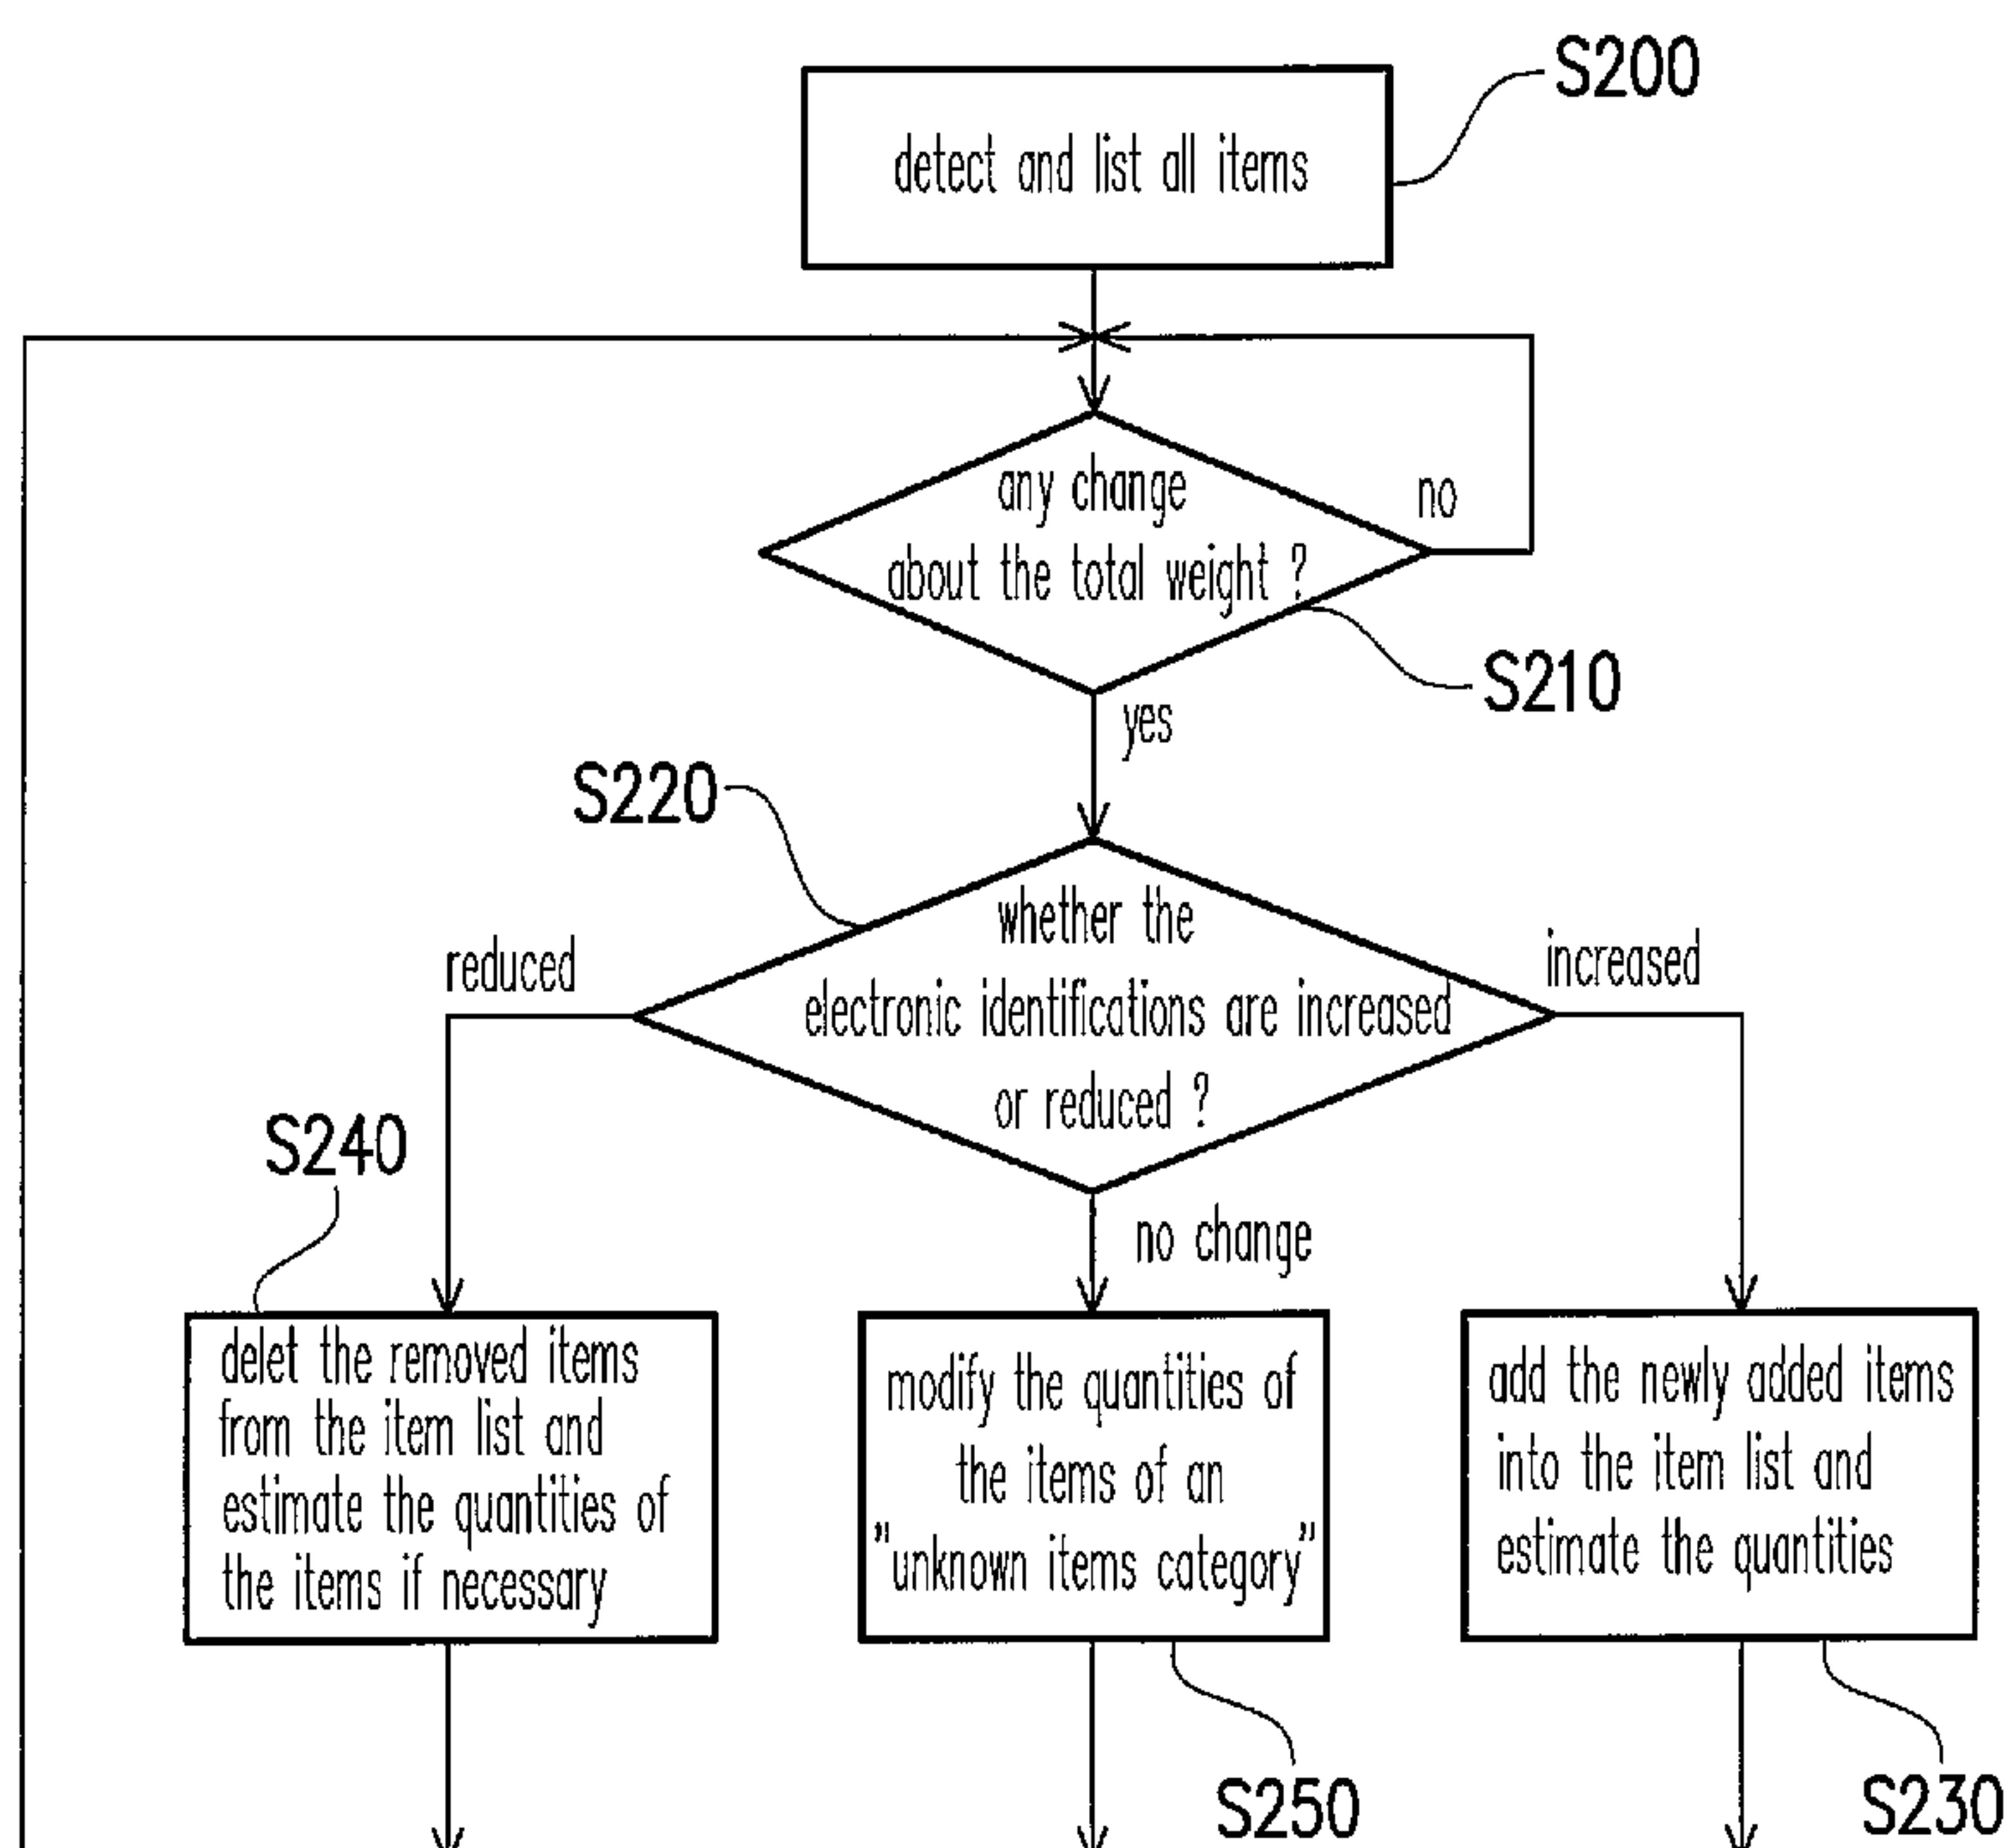 S200
detect and list all items
any change
about the total weight ?
no
S210
yes
S220
whether the
electronic identifications are increased
or reduced ?
reduced
increased
no change
S240
delet the removed items
from the item list and
estimate the quantities of
the items if necessary
modify the quantities of
the items of an
"unknown items category"
add the newly added items
into the item list and
estimate the quantities
S250
S230